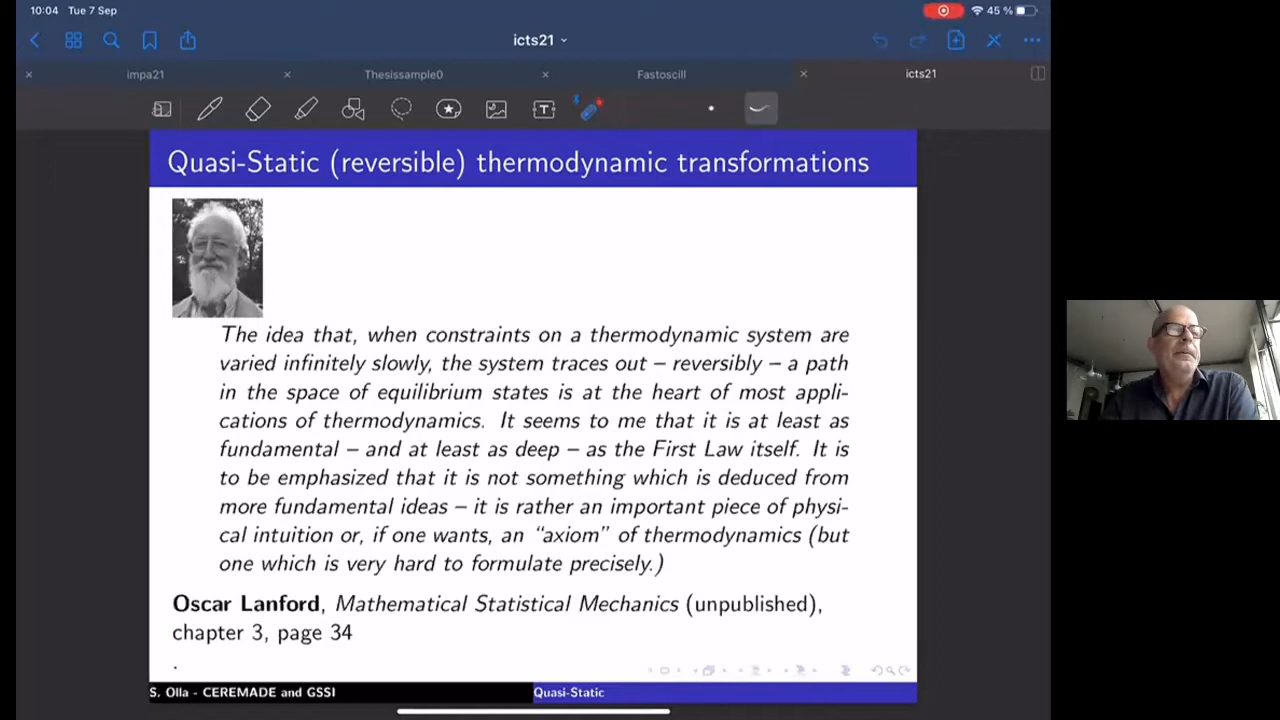 10:04 Tue 7 Sep
45 %
icts21
impa21
Thesissample0
Fastoscill
icts21
T
Quasi-Static (reversible) thermodynamic transformations
The idea that, when constraints on a thermodynamic system are
varied infinitely slowly, the system traces out – reversibly – a path
in the space of equilibrium states is at the heart of most appli-
cations of thermodynamics. It seems to me that it is at least as
fundamental – and at least as deep – as the First Law itself. It is
to be emphasized that it is not something which is deduced from
more fundamental ideas – it is rather an important piece of physi-
cal intuition or, if one wants, an “axiom” of thermodynamics (but
one which is very hard to formulate precisely.)
Oscar Lanford, Mathematical Statistical Mechanics (unpublished),
chapter 3, page 34
.
S. Olla - CEREMADE and GSSI
Quasi-Static